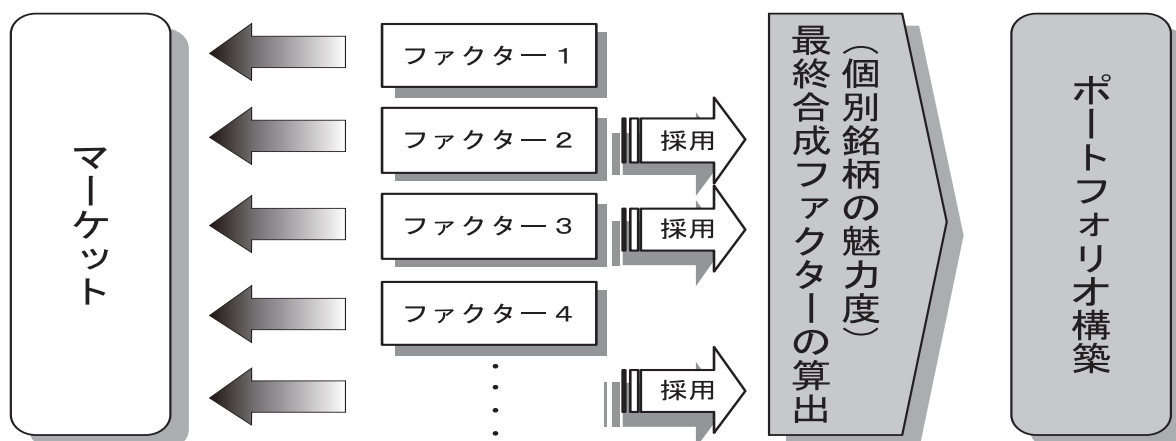 マーケット
ファクター1
ファクター2
採用
ファクター3
採用
ファクター4
採用
(個別銘柄の魅力度)
最終合成ファクターの算出
ポートフォリオ構築